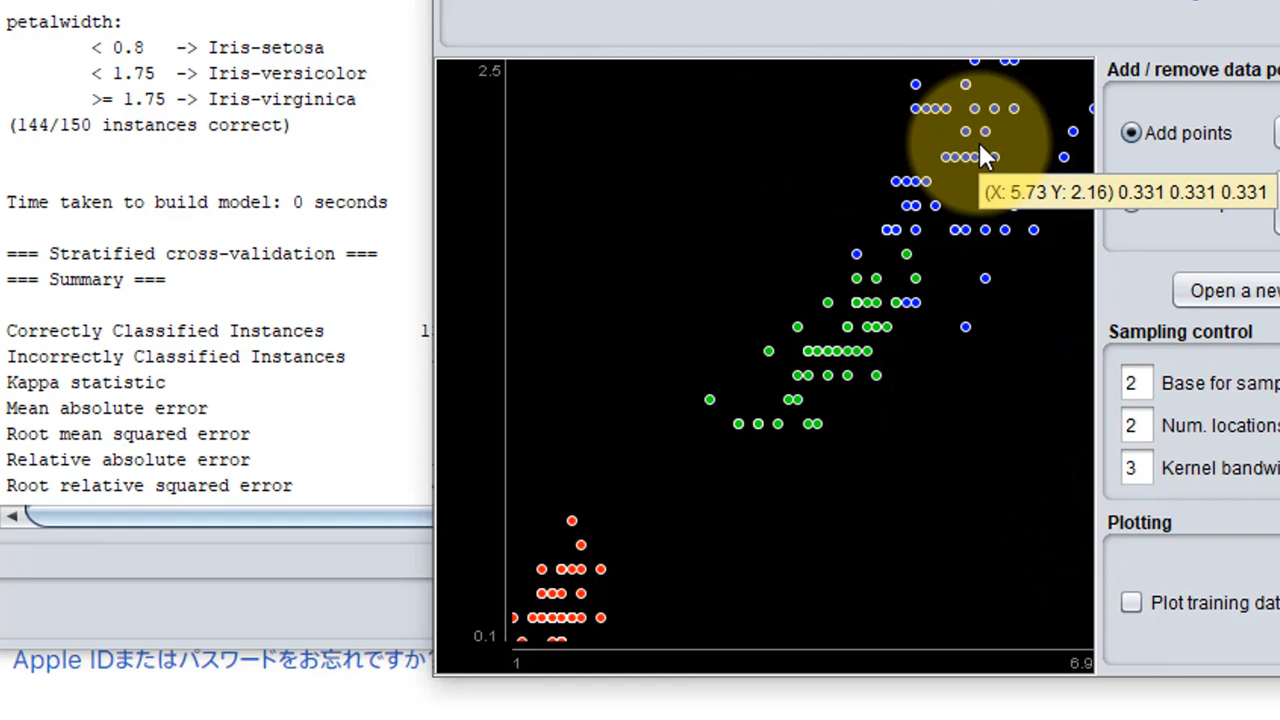 petalwidth:
< 0.8 -> Iris-setosa
< 1.75 -> Iris-versicolor
>= 1.75 -> Iris-virginica
(144/150 instances correct)
Time taken to build model: 0 seconds
=== Stratified cross-validation ===
=== Summary ===
Correctly Classified Instances 1
Incorrectly Classified Instances
Kappa statistic
Mean absolute error
Root mean squared error
Relative absolute error
Root relative squared error
Apple IDまたはパスワードをお忘れですか
2.5
0.1
1
6.9
(X: 5.73 Y: 2.16) 0.331 0.331 0.331
Add / remove data p
Add points
Open a new
Sampling control
2 Base for samp
2 Num. locations
3 Kernel bandwi
Plotting
Plot training dat